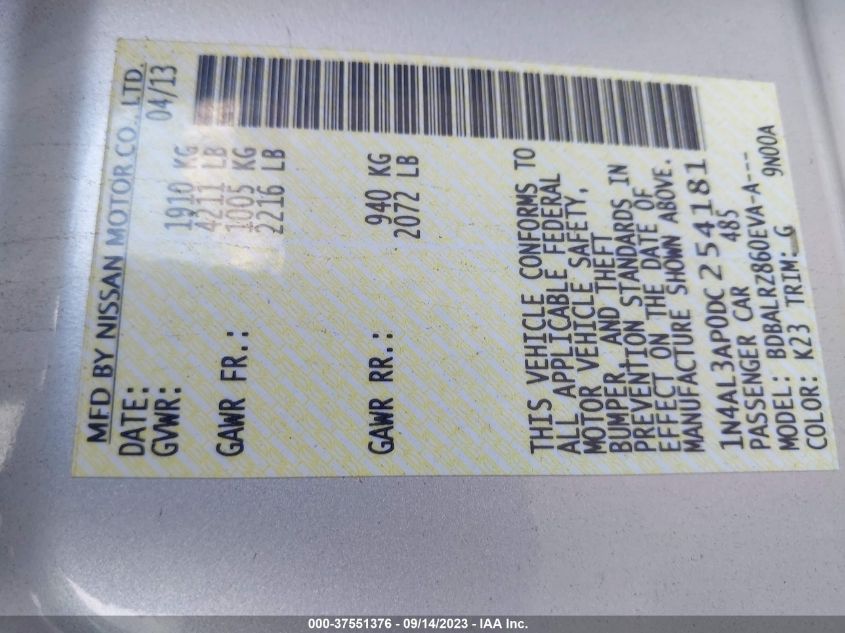 MFD BY NISSAN MOTOR CO., LTD.
DATE: 04/13
GVWR: 1910 KG
4211 LB
GAWR FR.: 1005 KG
2216 LB
GAWR RR.: 940 KG
2072 LB
THIS VEHICLE CONFORMS TO
ALL APPLICABLE FEDERAL
MOTOR VEHICLE SAFETY,
BUMPER AND THEFT
PREVENTION STANDARDS IN
EFFECT ON THE DATE OF
MANUFACTURE SHOWN ABOVE.
1N4AL3AP0DC254181
PASSENGER CAR 485
MODEL: BDBALRZ860EVA-A---
COLOR: K23 TRIM: G 9N00A
000-37551376 - 09/14/2023 - IAA Inc.